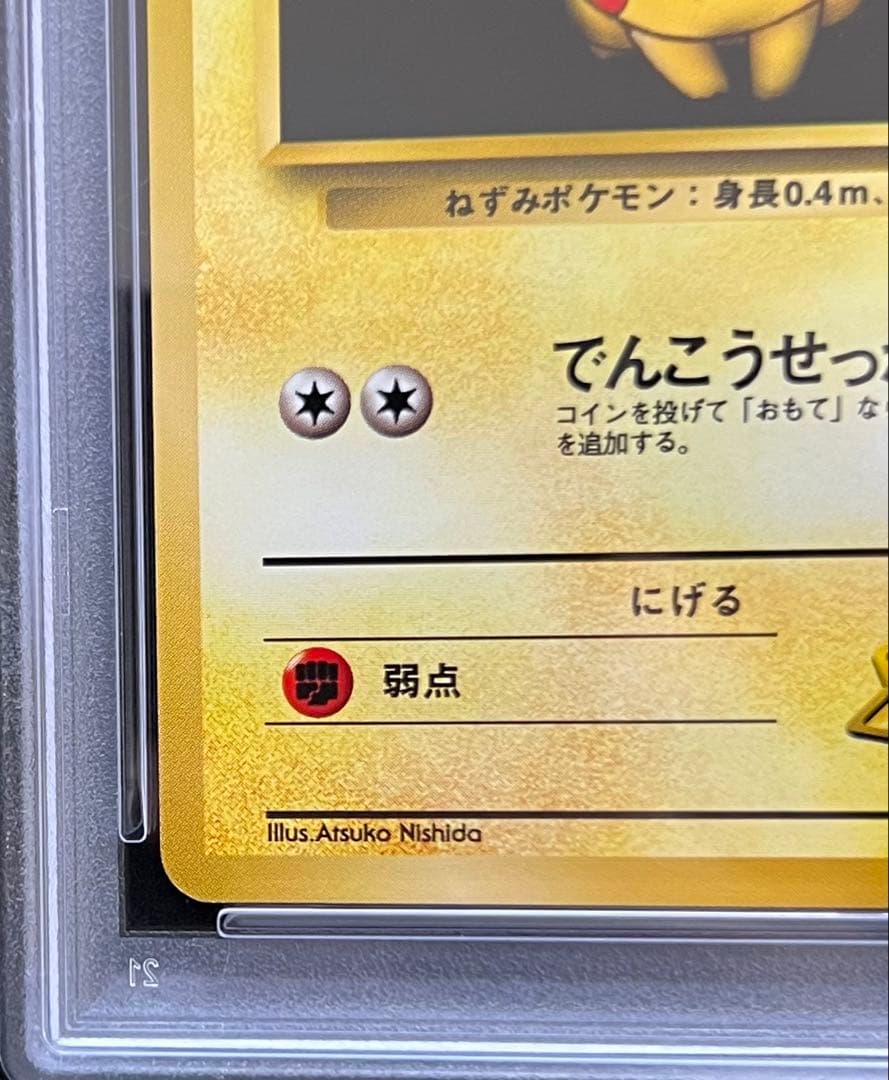 ねずみポケモン：身長0.4m、
でんこうせっ
コインを投げて「おもて」な
を追加する。
にげる
弱点
Illus.Atsuko Nishida
21